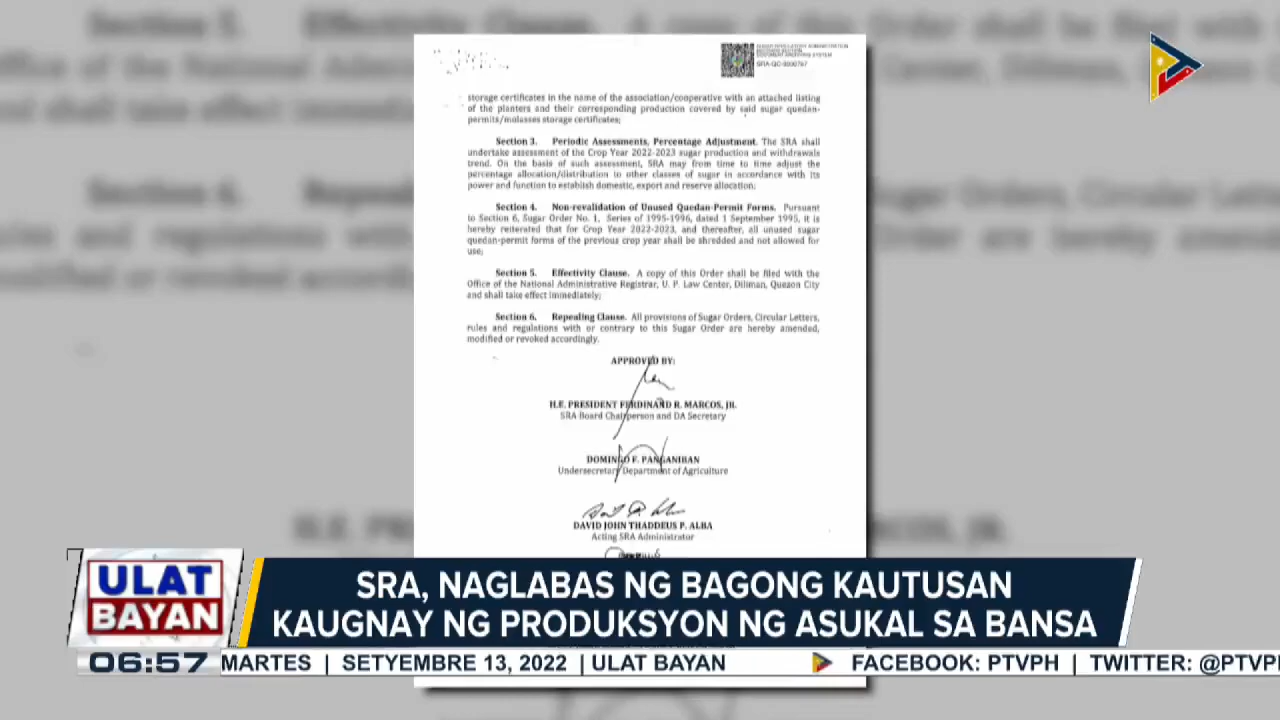 SUGAR REGULATORY ADMINISTRATION
DOCUMENT ARCHIVING SYSTEM
SRA-QC-9000767
storage certificates in the name of the association/cooperative with an attached listing
of the planters and their corresponding production covered by said sugar quedan-
permits/molasses storage certificates;
Section 3. Periodic Assessments, Percentage Adjustment. The SRA shall
undertake assessment of the Crop Year 2022-2023 sugar production and withdrawals
trend. On the basis of such assessment, SRA may from time to time adjust the
percentage allocation/distribution to other classes of sugar in accordance with its
power and function to establish domestic, export and reserve allocation;
Section 4. Non-revalidation of Unused Quedan-Permit Forms. Pursuant
to Section 6, Sugar Order No. 1, Series of 1995-1996, dated 1 September 1995, it is
hereby reiterated that for Crop Year 2022-2023, and thereafter, all unused sugar
quedan-permit forms of the previous crop year shall be shredded and not allowed for
use;
Section 5. Effectivity Clause. A copy of this Order shall be filed with the
Office of the National Administrative Registrar, U. P. Law Center, Diliman, Quezon City
and shall take effect immediately;
Section 6. Repealing Clause. All provisions of Sugar Orders, Circular Letters,
rules and regulations with or contrary to this Sugar Order are hereby amended,
modified or revoked accordingly.
APPROVED BY:
H.E. PRESIDENT FERDINAND R. MARCOS, JR.
SRA Board Chairperson and DA Secretary
DOMINGO F. PANGANIBAN
Undersecretary Department of Agriculture
DAVID JOHN THADDEUS P. ALBA
Acting SRA Administrator
ULAT
BAYAN
SRA, NAGLABAS NG BAGONG KAUTUSAN
KAUGNAY NG PRODUKSYON NG ASUKAL SA BANSA
06:57 MARTES | SETYEMBRE 13, 2022 | ULAT BAYAN FACEBOOK: PTVPH | TWITTER: @PTVP